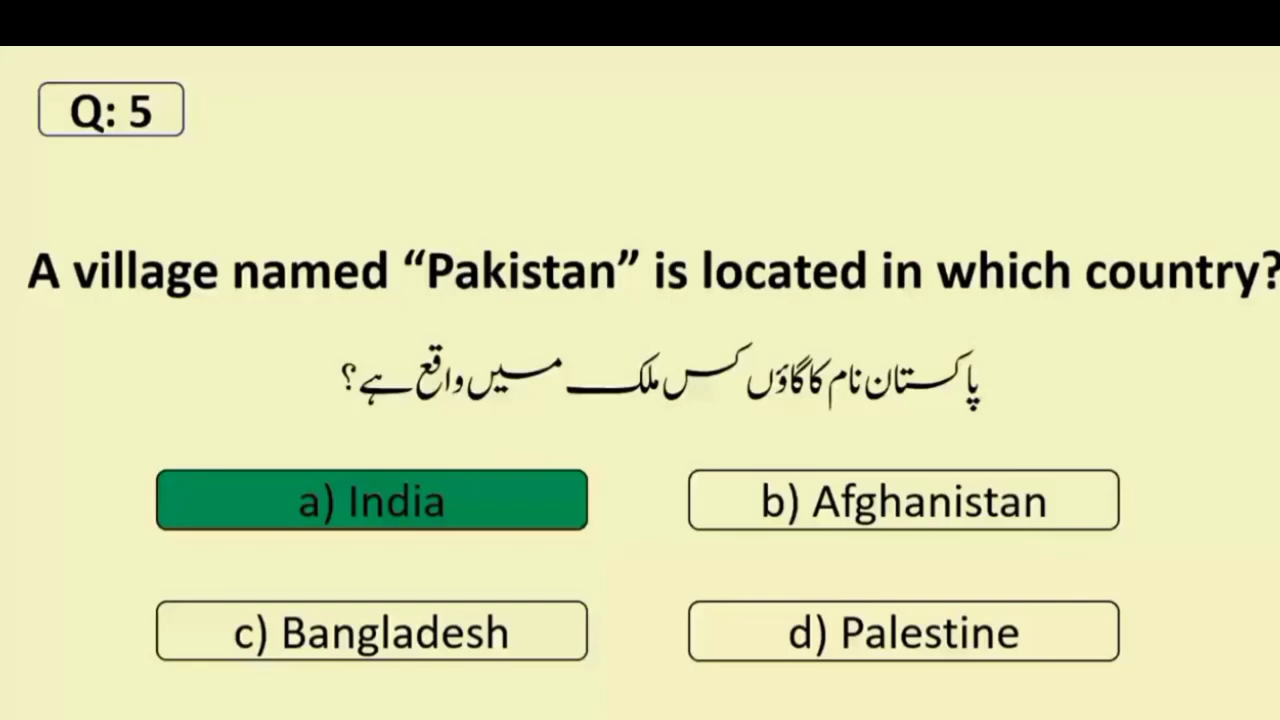 Q: 5
A village named “Pakistan” is located in which country?
پاکستان نام کا گاؤں کس ملک میں واقع ہے؟
a) India
b) Afghanistan
c) Bangladesh
d) Palestine